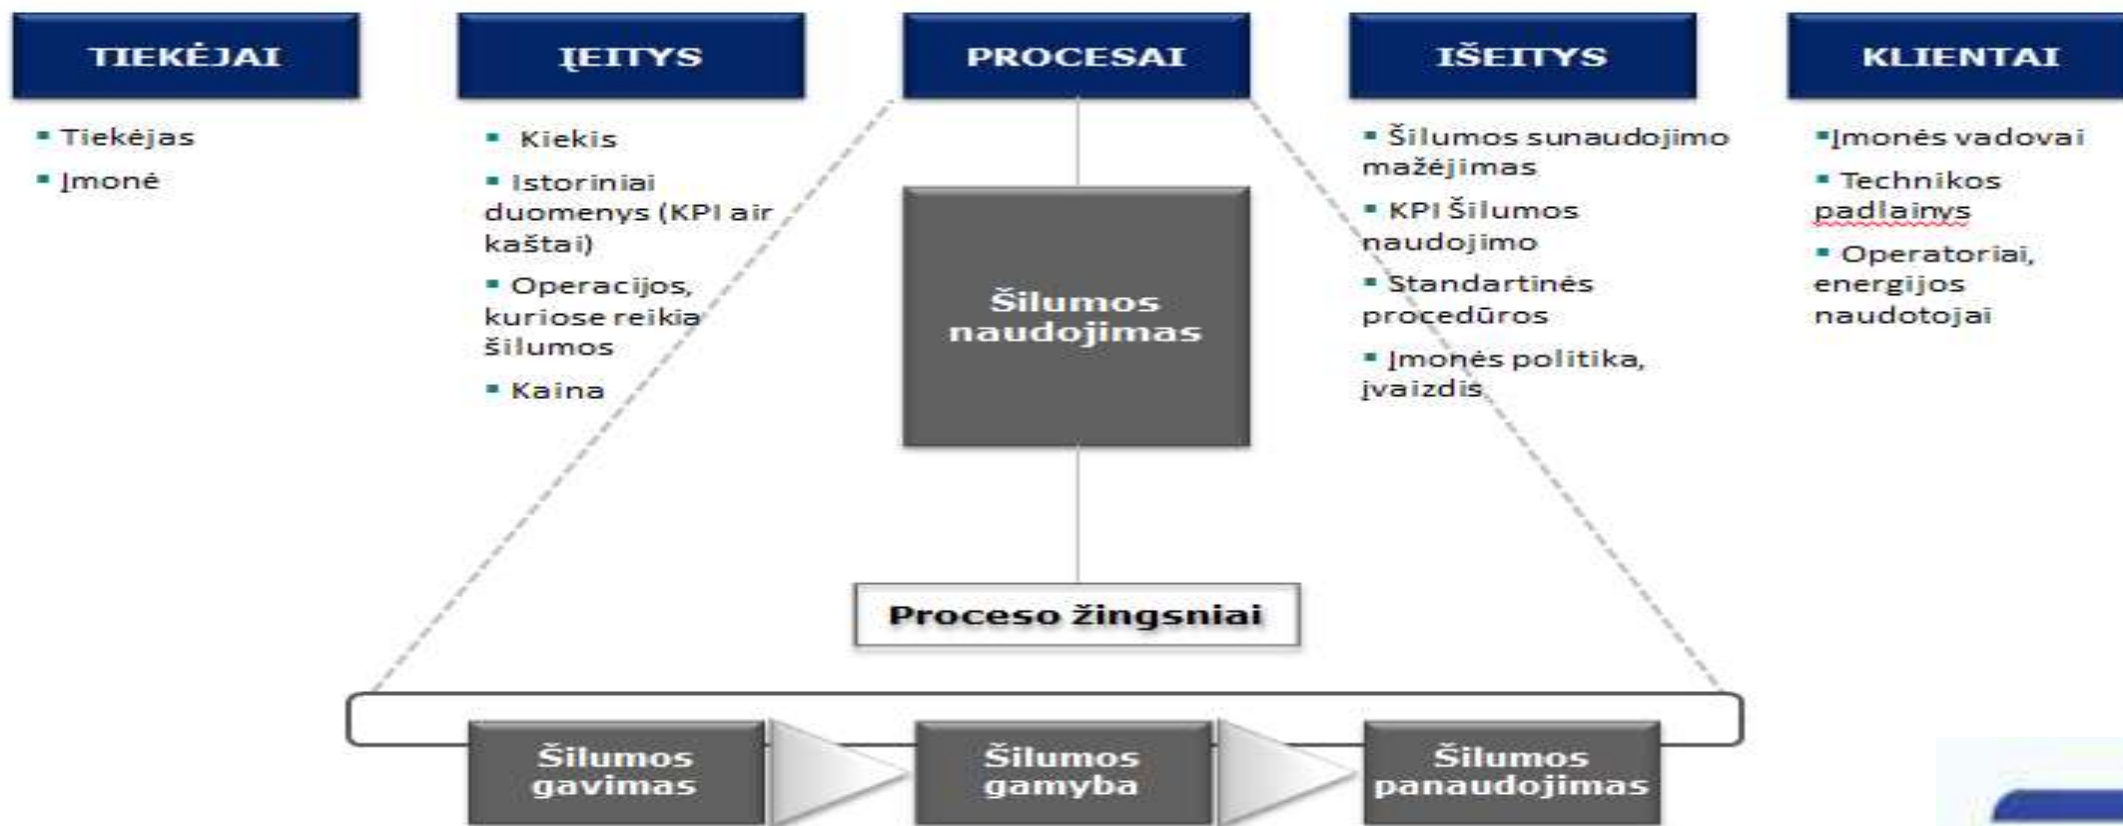 TIEKĖJAI
▪ Tiekėjas
▪ Įmonė
ĮEITYS
▪ Kiekis
▪ Istoriniai
duomenys (KPI air
kaštai)
▪ Operacijos,
kuriose reikia
šilumos
▪ Kaina
PROCESAI
Šilumos
naudojimas
IŠEITYS
▪ Šilumos sunaudojimo
mažėjimas
▪ KPI Šilumos
naudojimo
▪ Standartinės
procedūros
▪ Įmonės politika,
įvaizdis
KLIENTAI
▪Įmonės vadovai
▪ Technikos
padlainys
▪ Operatoriai,
energijos
naudotojai
Proceso žingsniai
Šilumos
gavimas
Šilumos
gamyba
Šilumos
panaudojimas